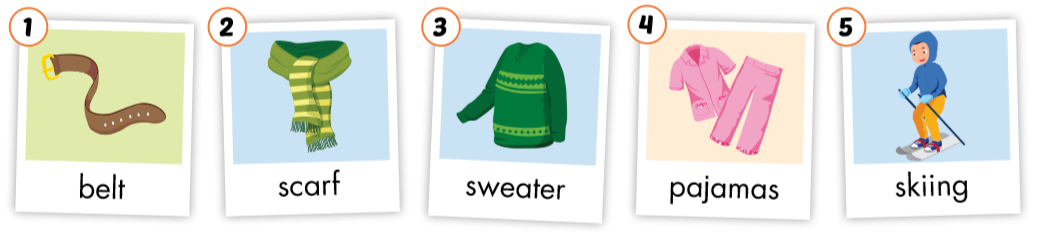 1
belt
2
scarf
3
sweater
4
pajamas
5
skiing